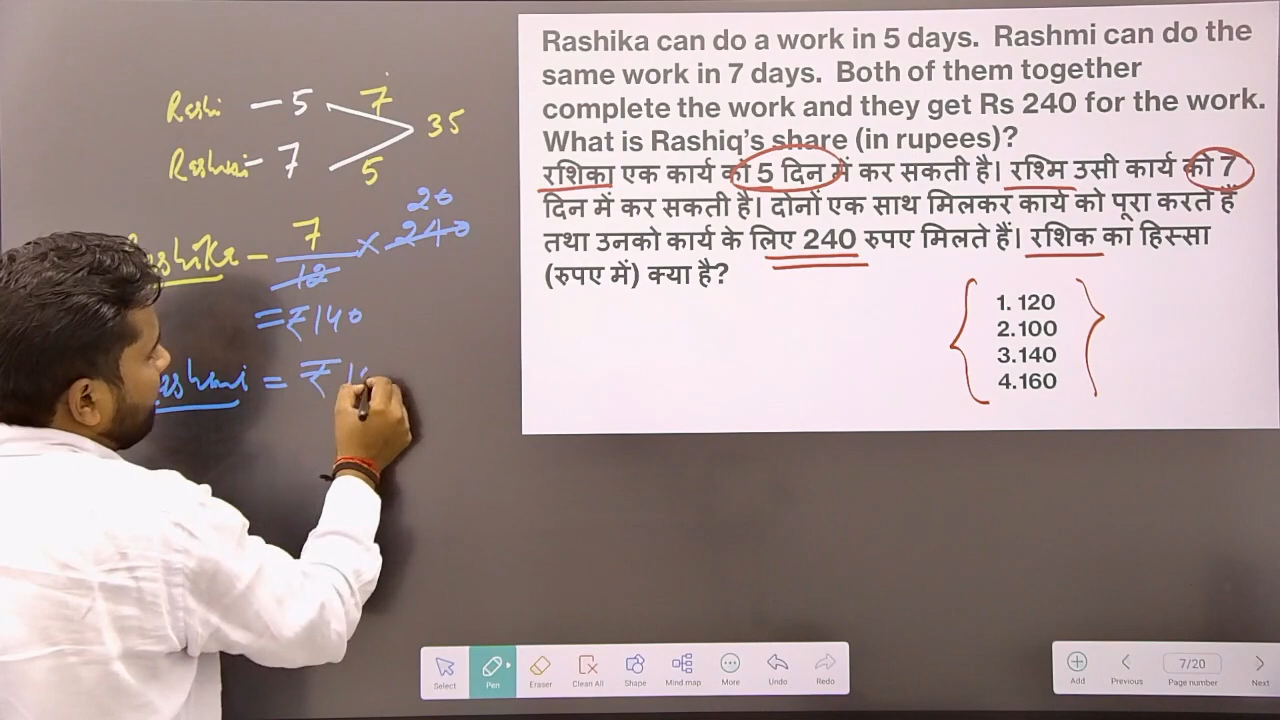 Rashi - 5 7
35
Rashmi - 7 5
7 20
ashika - 12 × 240
= ₹140
ashmi = ₹1
Rashika can do a work in 5 days. Rashmi can do the
same work in 7 days. Both of them together
complete the work and they get Rs 240 for the work.
What is Rashiq's share (in rupees)?
रशिका एक कार्य को 5 दिन में कर सकती है। रश्मि उसी कार्य को 7
दिन में कर सकती है। दोनों एक साथ मिलकर कार्य को पूरा करते हैं
तथा उनको कार्य के लिए 240 रुपए मिलते हैं। रशिक का हिस्सा
(रुपए में) क्या है?
1. 120
2.100
3.140
4.160
Select Pen Eraser Clean All Shape Mind map More Undo Redo
Add Previous 7/20 Page number Next